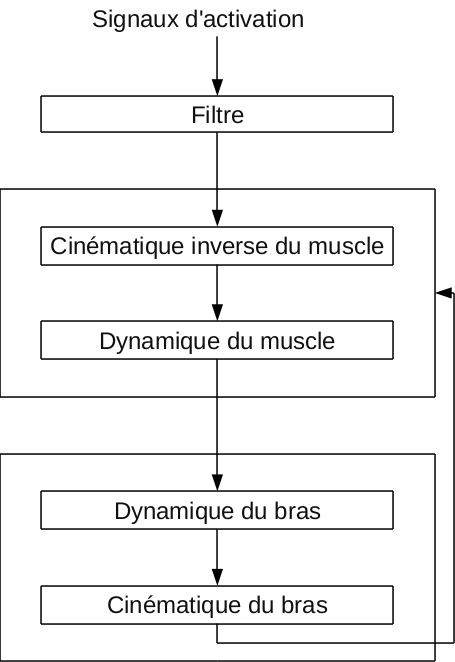 Signaux d'activation
Filtre
Cinématique inverse du muscle
Dynamique du muscle
Dynamique du bras
Cinématique du bras